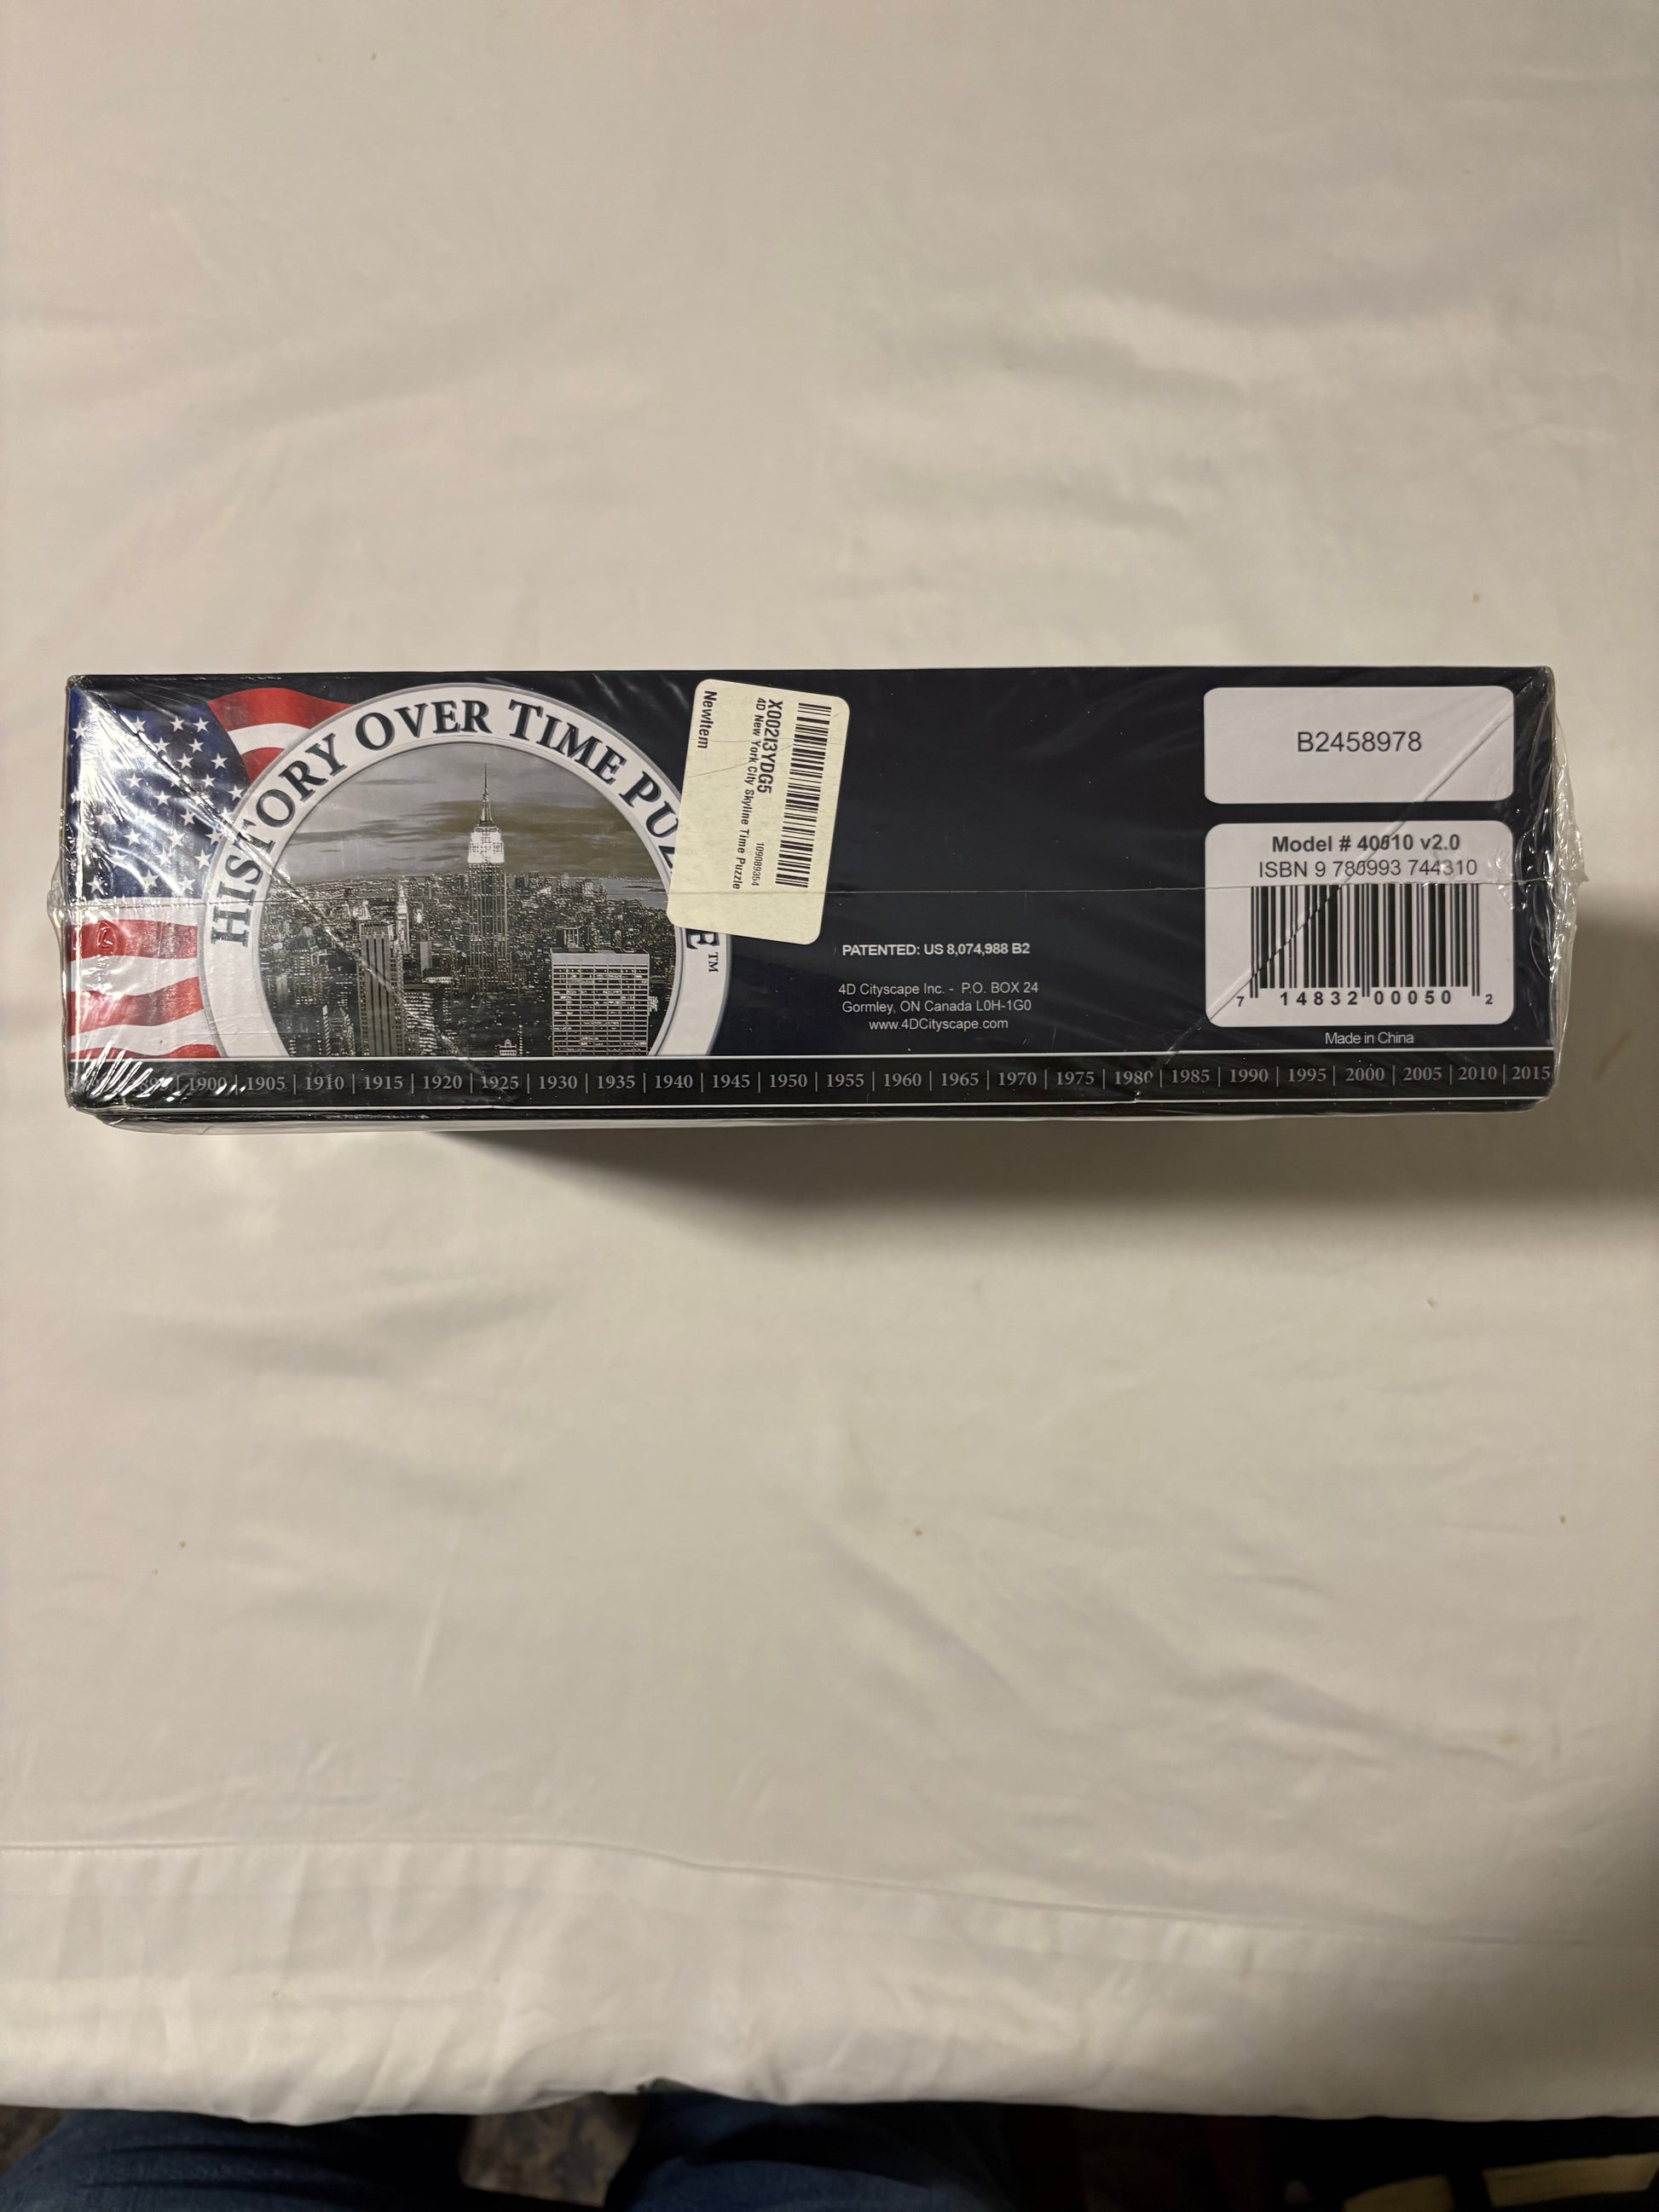 HISTORY OVER TIME
™
X002I3YDG5
4D New York City Skyline Time Puzzle
109089354
NewItem
PATENTED: US 8,074,988 B2
4D Cityscape Inc. - P.O. BOX 24
Gormley, ON Canada L0H-1G0
www.4DCityscape.com
B2458978
Model # 40010 v2.0
ISBN 9 780993 744310
7 14832 00050 2
Made in China
1900 | 1905 | 1910 | 1915 | 1920 | 1925 | 1930 | 1935 | 1940 | 1945 | 1950 | 1955 | 1960 | 1965 | 1970 | 1975 | 1980 | 1985 | 1990 | 1995 | 2000 | 2005 | 2010 | 2015